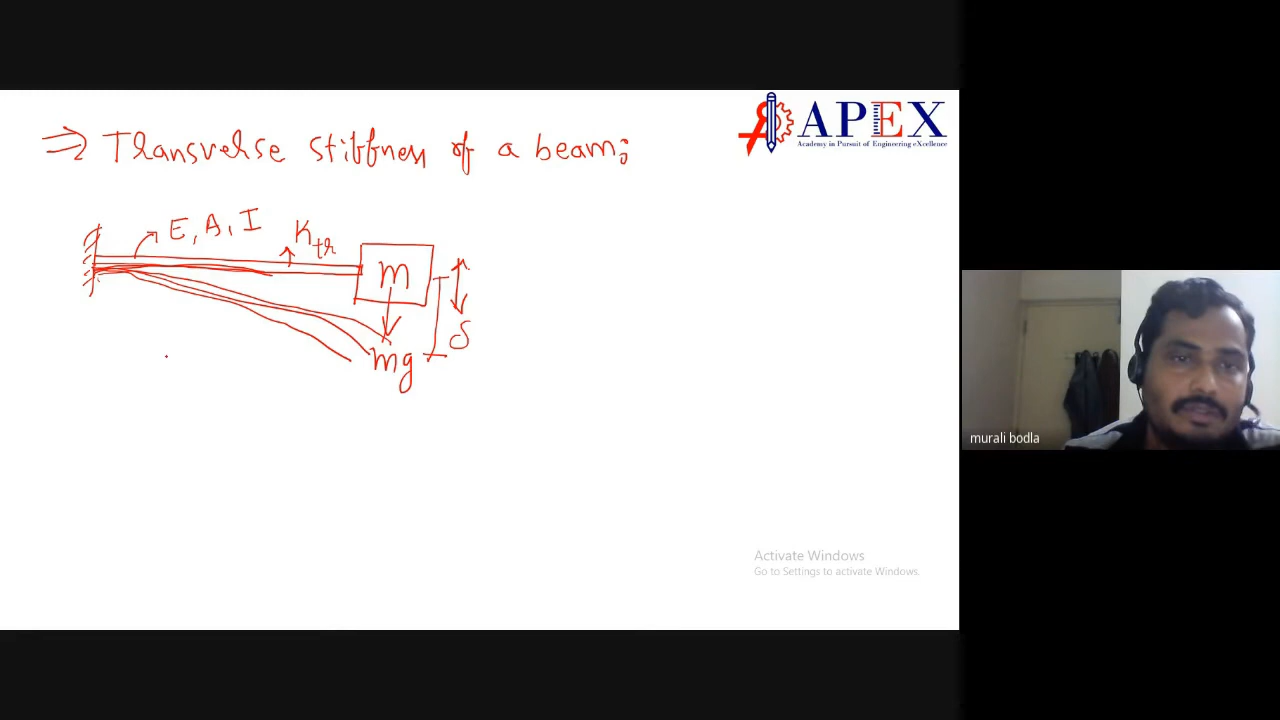 ⇒ Transverse stiffness of a beam:
APEX
Academy in Pursuit of Engineering eXcellence
E, A, I
Ktr
m
δ
mg
murali bodla
Activate Windows
Go to Settings to activate Windows.